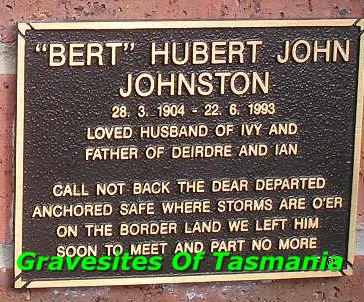 “BERT” HUBERT JOHN
JOHNSTON
28. 3. 1904 - 22. 6. 1993
LOVED HUSBAND OF IVY AND
FATHER OF DEIRDRE AND IAN
CALL NOT BACK THE DEAR DEPARTED
ANCHORED SAFE WHERE STORMS ARE O'ER
ON THE BORDER LAND WE LEFT HIM
SOON TO MEET AND PART NO MORE
Gravesites Of Tasmania